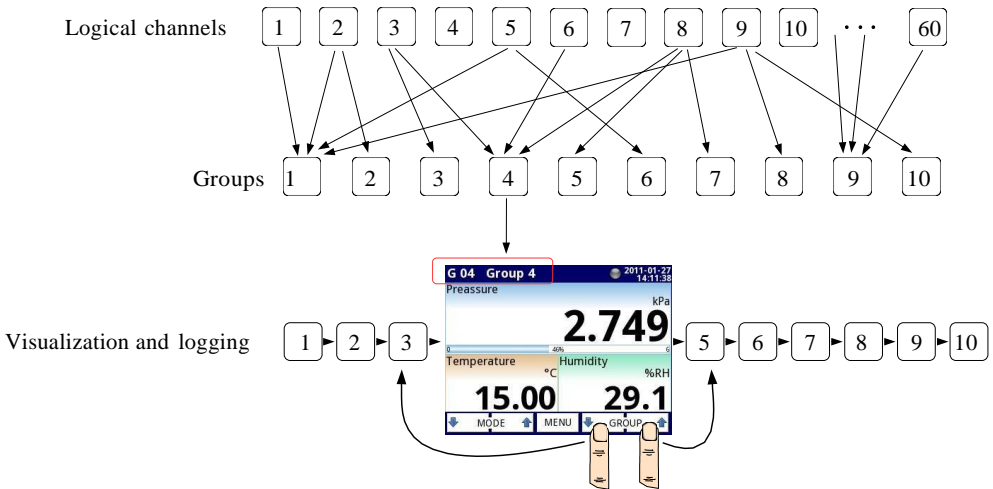 Logical channels 1 2 3 4 5 6 7 8 9 10 ... 60
Groups 1 2 3 4 5 6 7 8 9 10
G 04 Group 4 2011-01-27
14:11:38
Preassure
kPa
2.749
0 46% 6
Visualization and logging 1 2 3 5 6 7 8 9 10
Temperature Humidity
°C %RH
15.00 29.1
MODE MENU GROUP